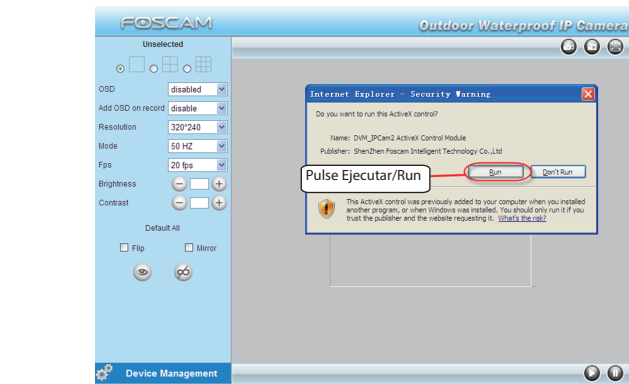 FOSCAM
Outdoor Waterproof IP Camera
Unselected
OSD disabled
Add OSD on record disable
Resolution 320*240
Mode 50 HZ
Fps 20 fps
Brightness − +
Contrast − +
Default All
Flip Mirror
Device Management
Internet Explorer - Security Warning
Do you want to run this ActiveX control?
Name: DVM_IPCam2 ActiveX Control Module
Publisher: ShenZhen Foscam Intelligent Technology Co.,Ltd
Pulse Ejecutar/Run
Run Don't Run
This ActiveX control was previously added to your computer when you installed
another program, or when Windows was installed. You should only run it if you
trust the publisher and the website requesting it. What's the risk?